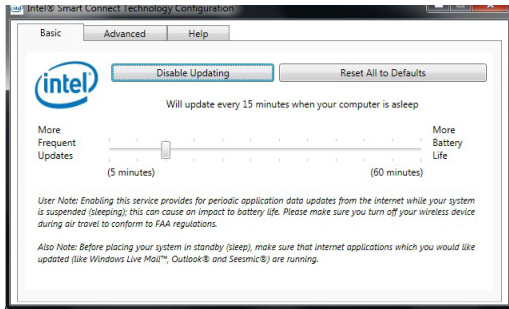 Intel® Smart Connect Technology Configuration
Basic Advanced Help
intel
Disable Updating Reset All to Defaults
Will update every 15 minutes when your computer is asleep
More
Frequent
Updates
More
Battery
Life
(5 minutes) (60 minutes)
User Note: Enabling this service provides for periodic application data updates from the internet while your system
is suspended (sleeping); this can cause an impact to battery life. Please make sure you turn off your wireless device
during air travel to conform to FAA regulations.
Also Note: Before placing your system in standby (sleep), make sure that internet applications which you would like
updated (like Windows Live Mail™, Outlook® and Seesmic®) are running.